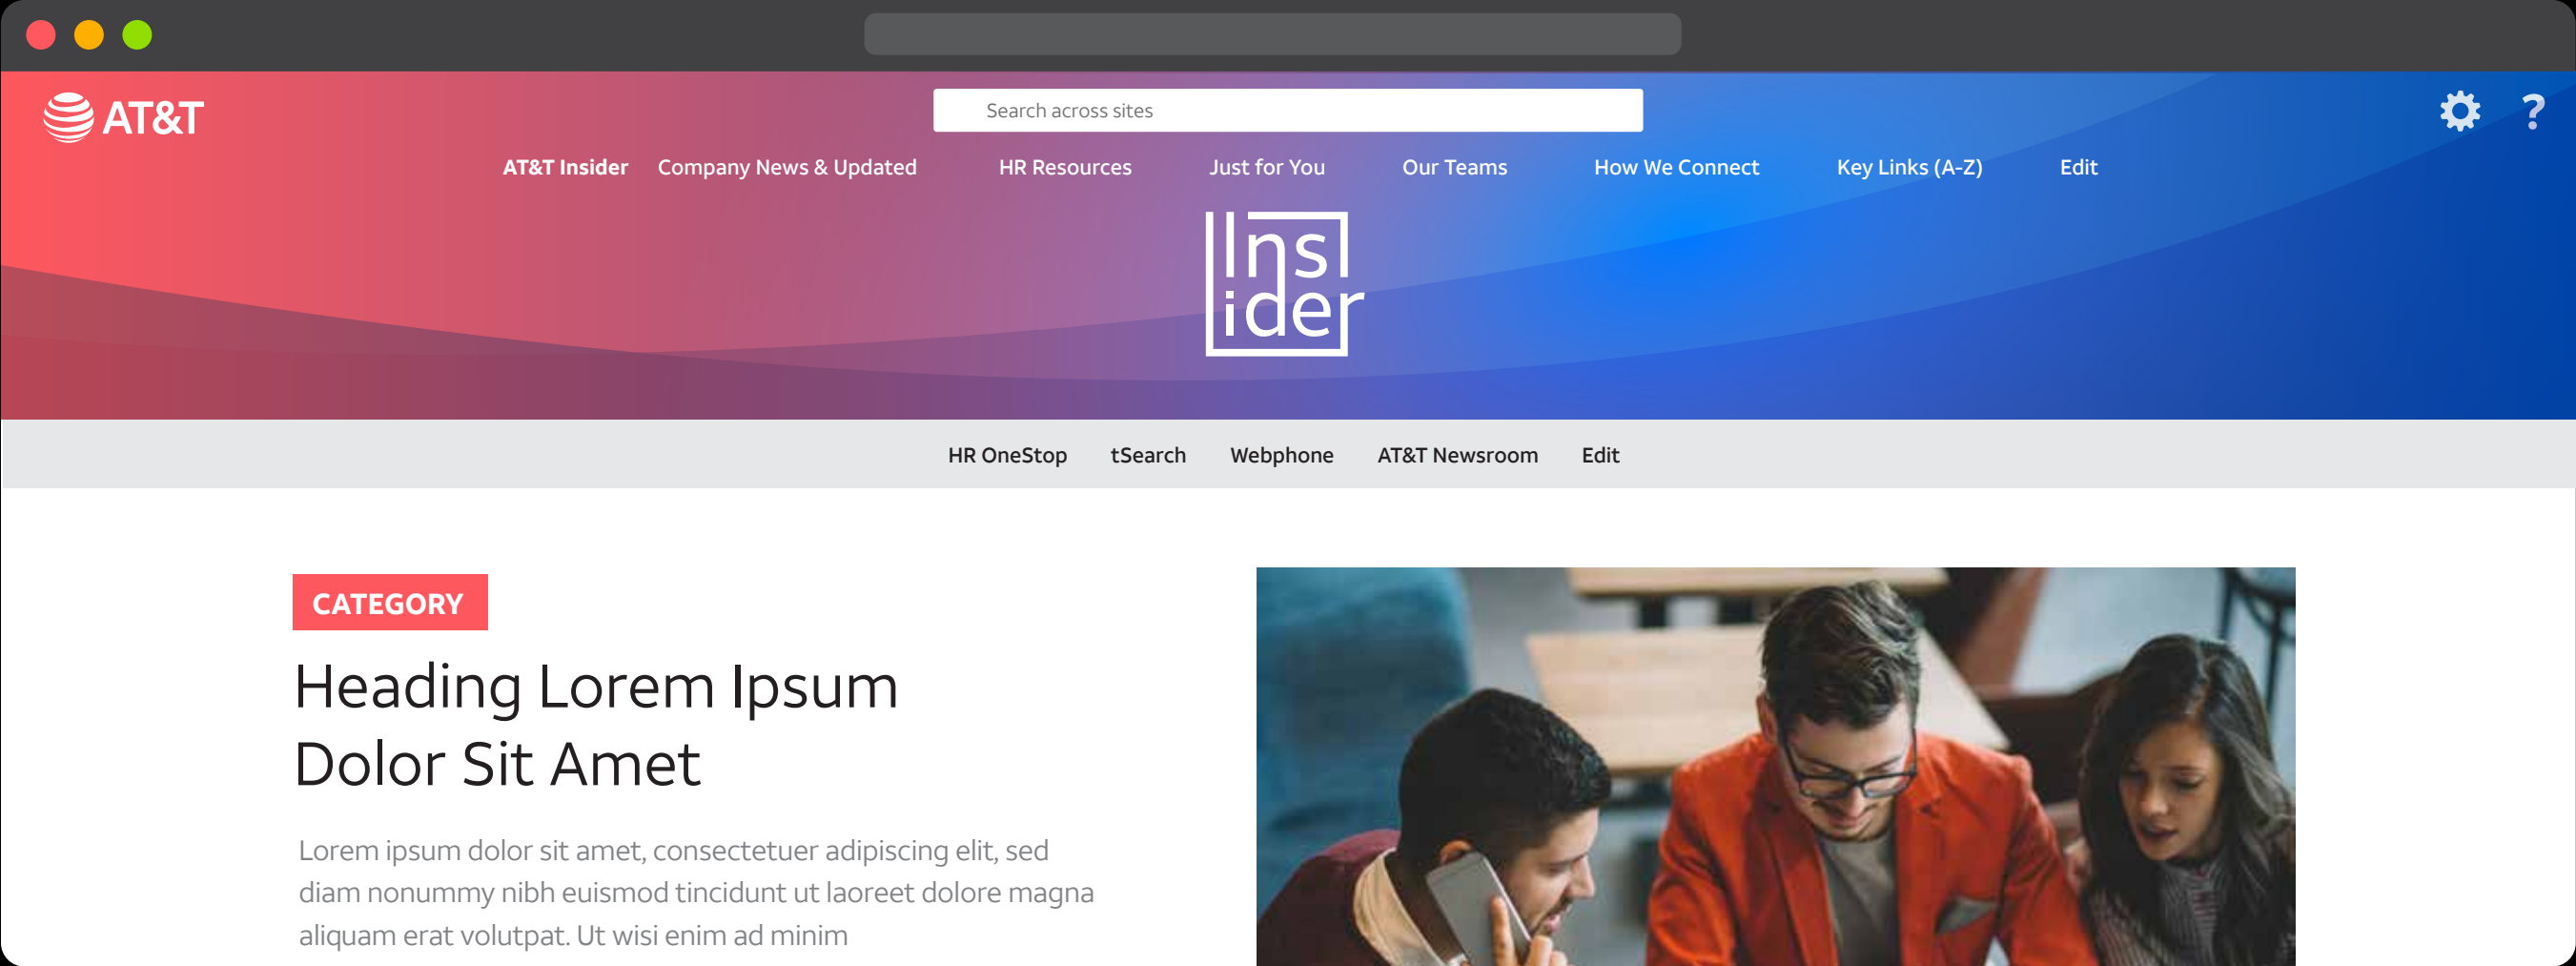 AT&T
Search across sites
AT&T Insider Company News & Updated HR Resources Just for You Our Teams How We Connect Key Links (A-Z) Edit
Ins
ider
HR OneStop tSearch Webphone AT&T Newsroom Edit
CATEGORY
Heading Lorem Ipsum
Dolor Sit Amet
Lorem ipsum dolor sit amet, consectetuer adipiscing elit, sed
diam nonummy nibh euismod tincidunt ut laoreet dolore magna
aliquam erat volutpat. Ut wisi enim ad minim